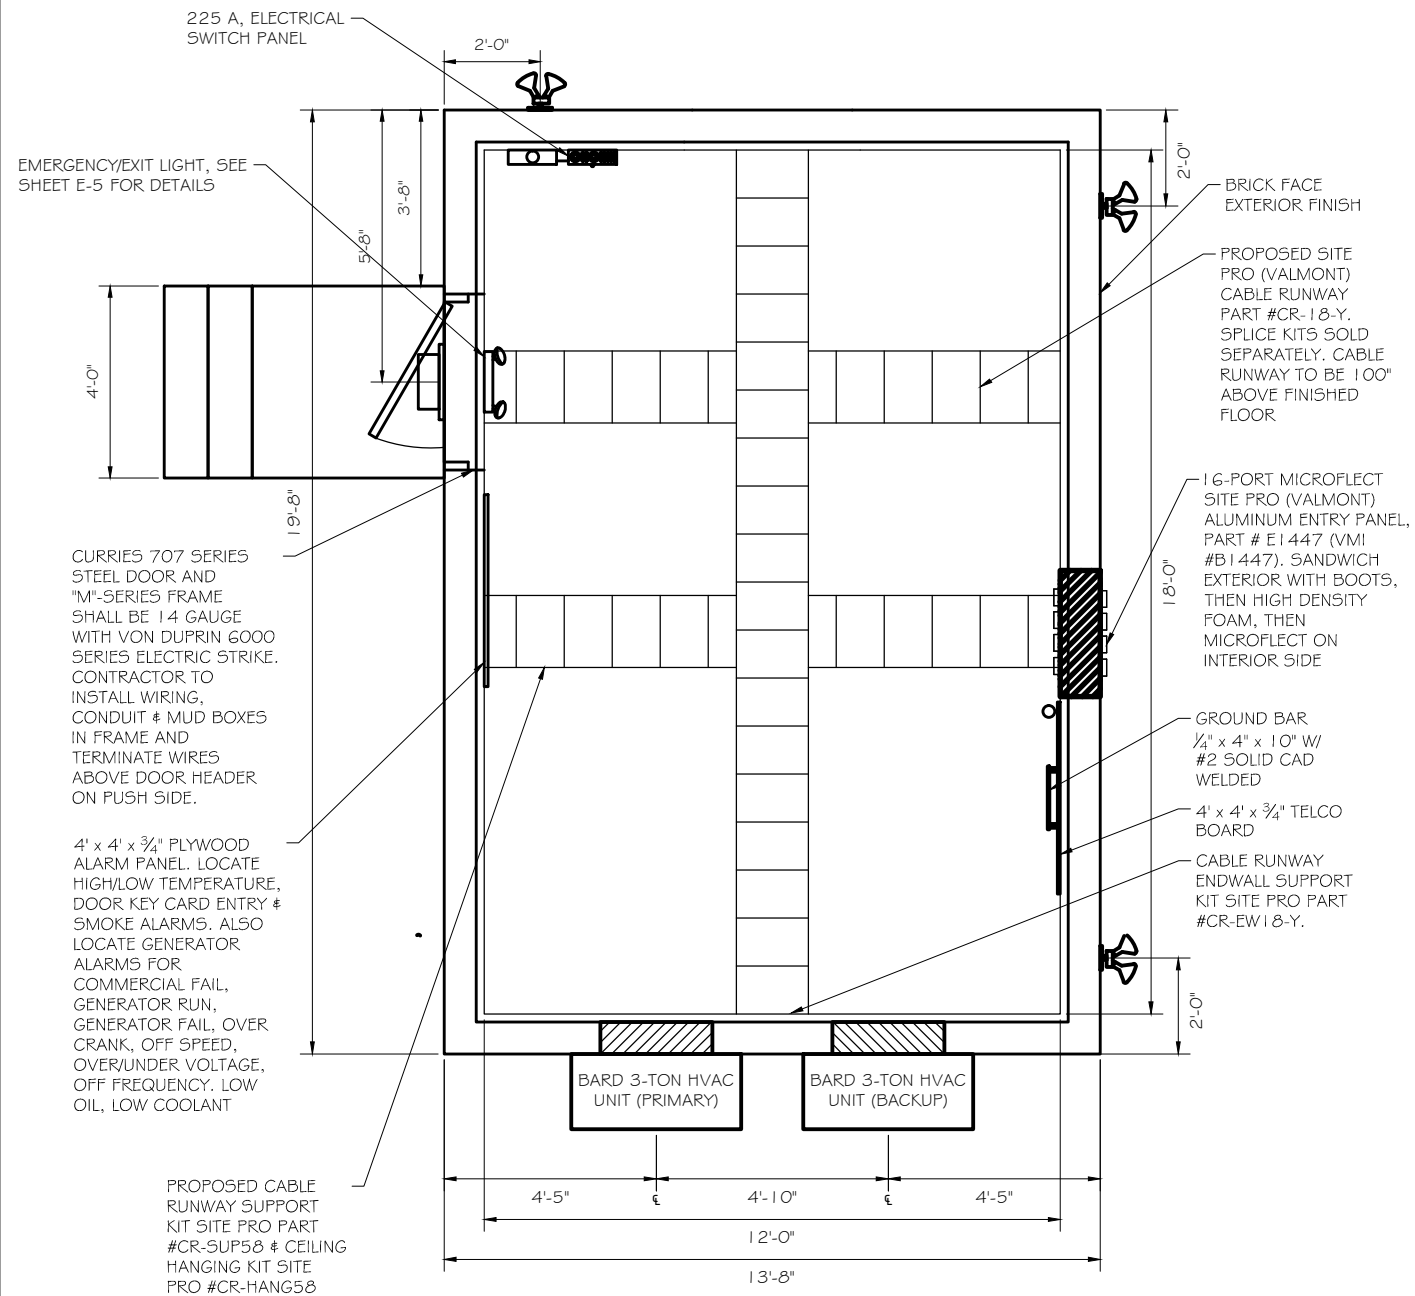 225 A, ELECTRICAL
SWITCH PANEL
2'-0"
EMERGENCY/EXIT LIGHT, SEE
SHEET E-5 FOR DETAILS
3'-8"
5'-8"
2'-0"
BRICK FACE
EXTERIOR FINISH
PROPOSED SITE
PRO (VALMONT)
CABLE RUNWAY
PART #CR-18-Y.
SPLICE KITS SOLD
SEPARATELY. CABLE
RUNWAY TO BE 100"
ABOVE FINISHED
FLOOR
4'-0"
19'-8"
16-PORT MICROFLECT
SITE PRO (VALMONT)
ALUMINUM ENTRY PANEL,
PART # E1447 (VMI
#B1447). SANDWICH
EXTERIOR WITH BOOTS,
THEN HIGH DENSITY
FOAM, THEN
MICROFLECT ON
INTERIOR SIDE
18'-0"
CURRIES 707 SERIES
STEEL DOOR AND
"M"-SERIES FRAME
SHALL BE 14 GAUGE
WITH VON DUPRIN 6000
SERIES ELECTRIC STRIKE.
CONTRACTOR TO
INSTALL WIRING,
CONDUIT & MUD BOXES
IN FRAME AND
TERMINATE WIRES
ABOVE DOOR HEADER
ON PUSH SIDE.
GROUND BAR
1/4" x 4" x 10" W/
#2 SOLID CAD
WELDED
4' x 4' x 3/4" TELCO
BOARD
CABLE RUNWAY
ENDWALL SUPPORT
KIT SITE PRO PART
#CR-EW18-Y.
4' x 4' x 3/4" PLYWOOD
ALARM PANEL. LOCATE
HIGH/LOW TEMPERATURE,
DOOR KEY CARD ENTRY &
SMOKE ALARMS. ALSO
LOCATE GENERATOR
ALARMS FOR
COMMERCIAL FAIL,
GENERATOR RUN,
GENERATOR FAIL, OVER
CRANK, OFF SPEED,
OVER/UNDER VOLTAGE,
OFF FREQUENCY. LOW
OIL, LOW COOLANT
2'-0"
BARD 3-TON HVAC
UNIT (PRIMARY)
BARD 3-TON HVAC
UNIT (BACKUP)
PROPOSED CABLE
RUNWAY SUPPORT
KIT SITE PRO PART
#CR-SUP58 & CEILING
HANGING KIT SITE
PRO #CR-HANG58
4'-5" ℄ 4'-10" ℄ 4'-5"
12'-0"
13'-8"